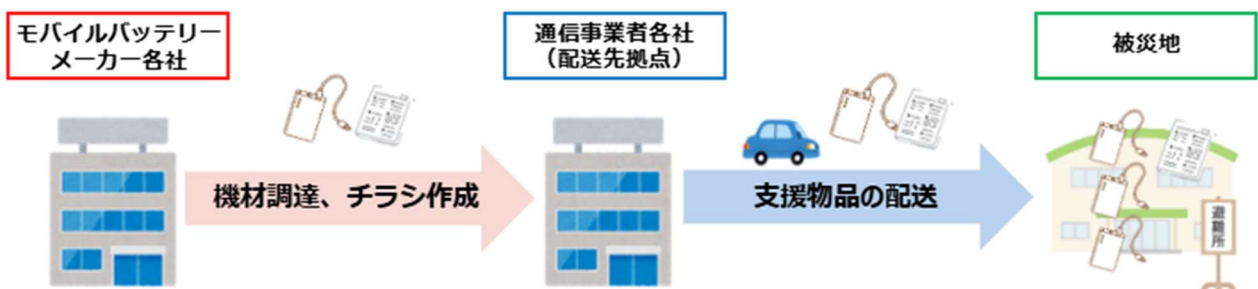 モバイルバッテリー
メーカー各社
通信事業者各社
（配送先拠点）
被災地
機材調達、チラシ作成
支援物品の配送
避難所